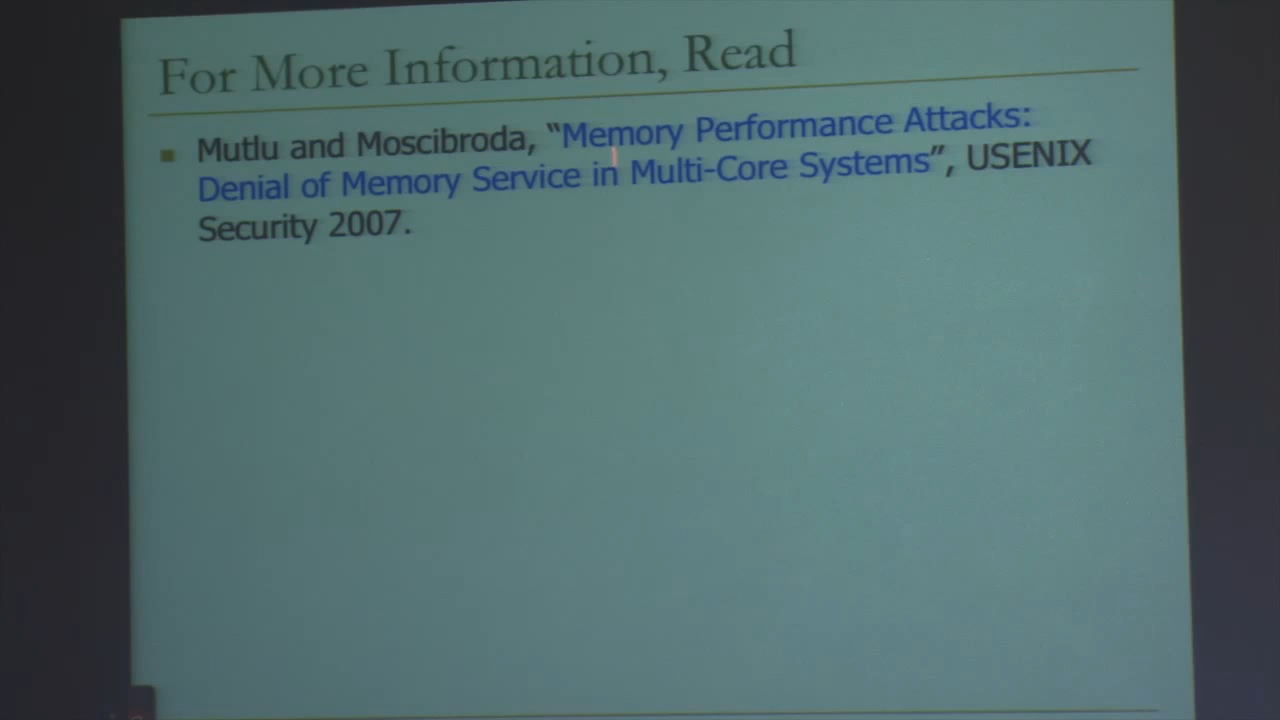 For More Information, Read
Mutlu and Moscibroda, “Memory Performance Attacks:
Denial of Memory Service in Multi-Core Systems”, USENIX
Security 2007.